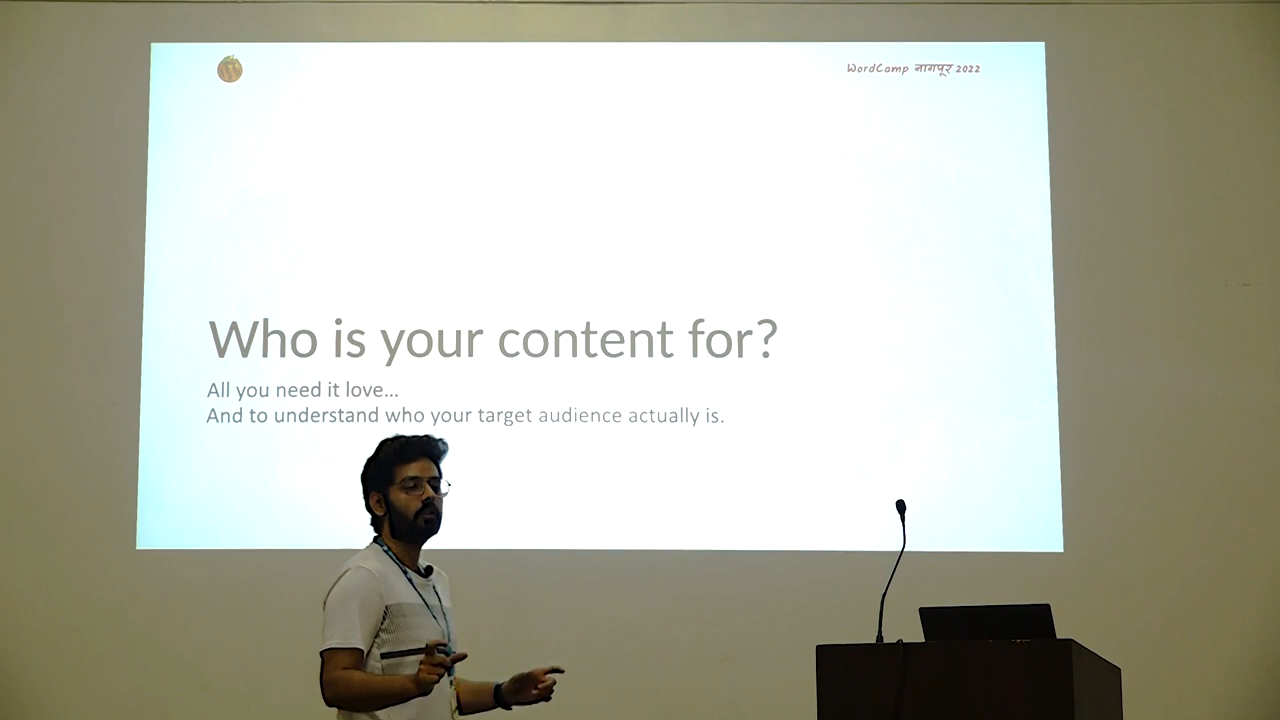 WordCamp नागपूर 2022
Who is your content for?
All you need it love...
And to understand who your target audience actually is.